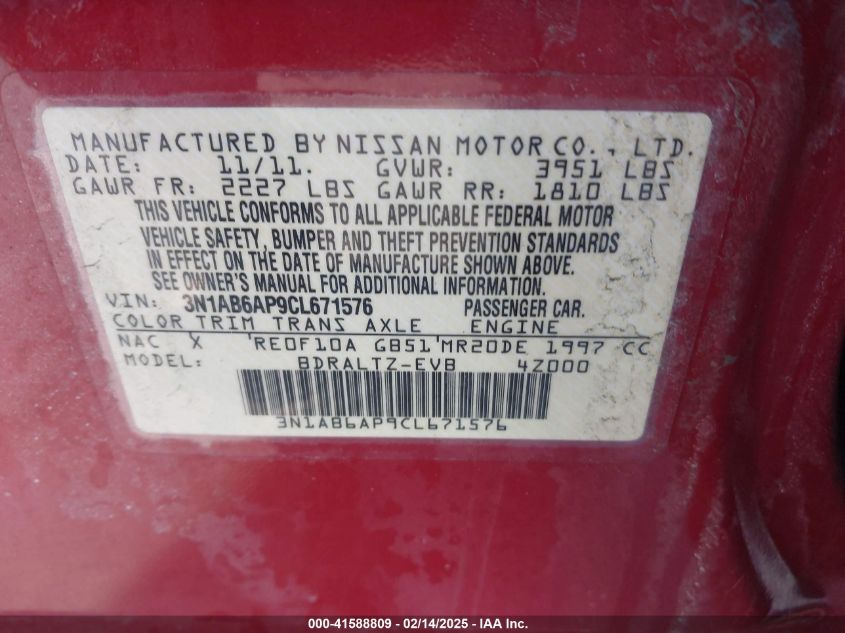 MANUFACTURED BY NISSAN MOTOR CO., LTD.
DATE: 11/11. GVWR: 3951 LBS
GAWR FR: 2227 LBS GAWR RR: 1810 LBS
THIS VEHICLE CONFORMS TO ALL APPLICABLE FEDERAL MOTOR
VEHICLE SAFETY, BUMPER AND THEFT PREVENTION STANDARDS
IN EFFECT ON THE DATE OF MANUFACTURE SHOWN ABOVE.
SEE OWNER'S MANUAL FOR ADDITIONAL INFORMATION.
VIN: 3N1AB6AP9CL671576 PASSENGER CAR.
COLOR TRIM TRANS AXLE ENGINE
NAC X 'RE0F10A GB51'MR20DE 1997 CC
MODEL: BDRALTZ-EVB 4Z000
3N1AB6AP9CL671576
000-41588809 - 02/14/2025 - IAA Inc.